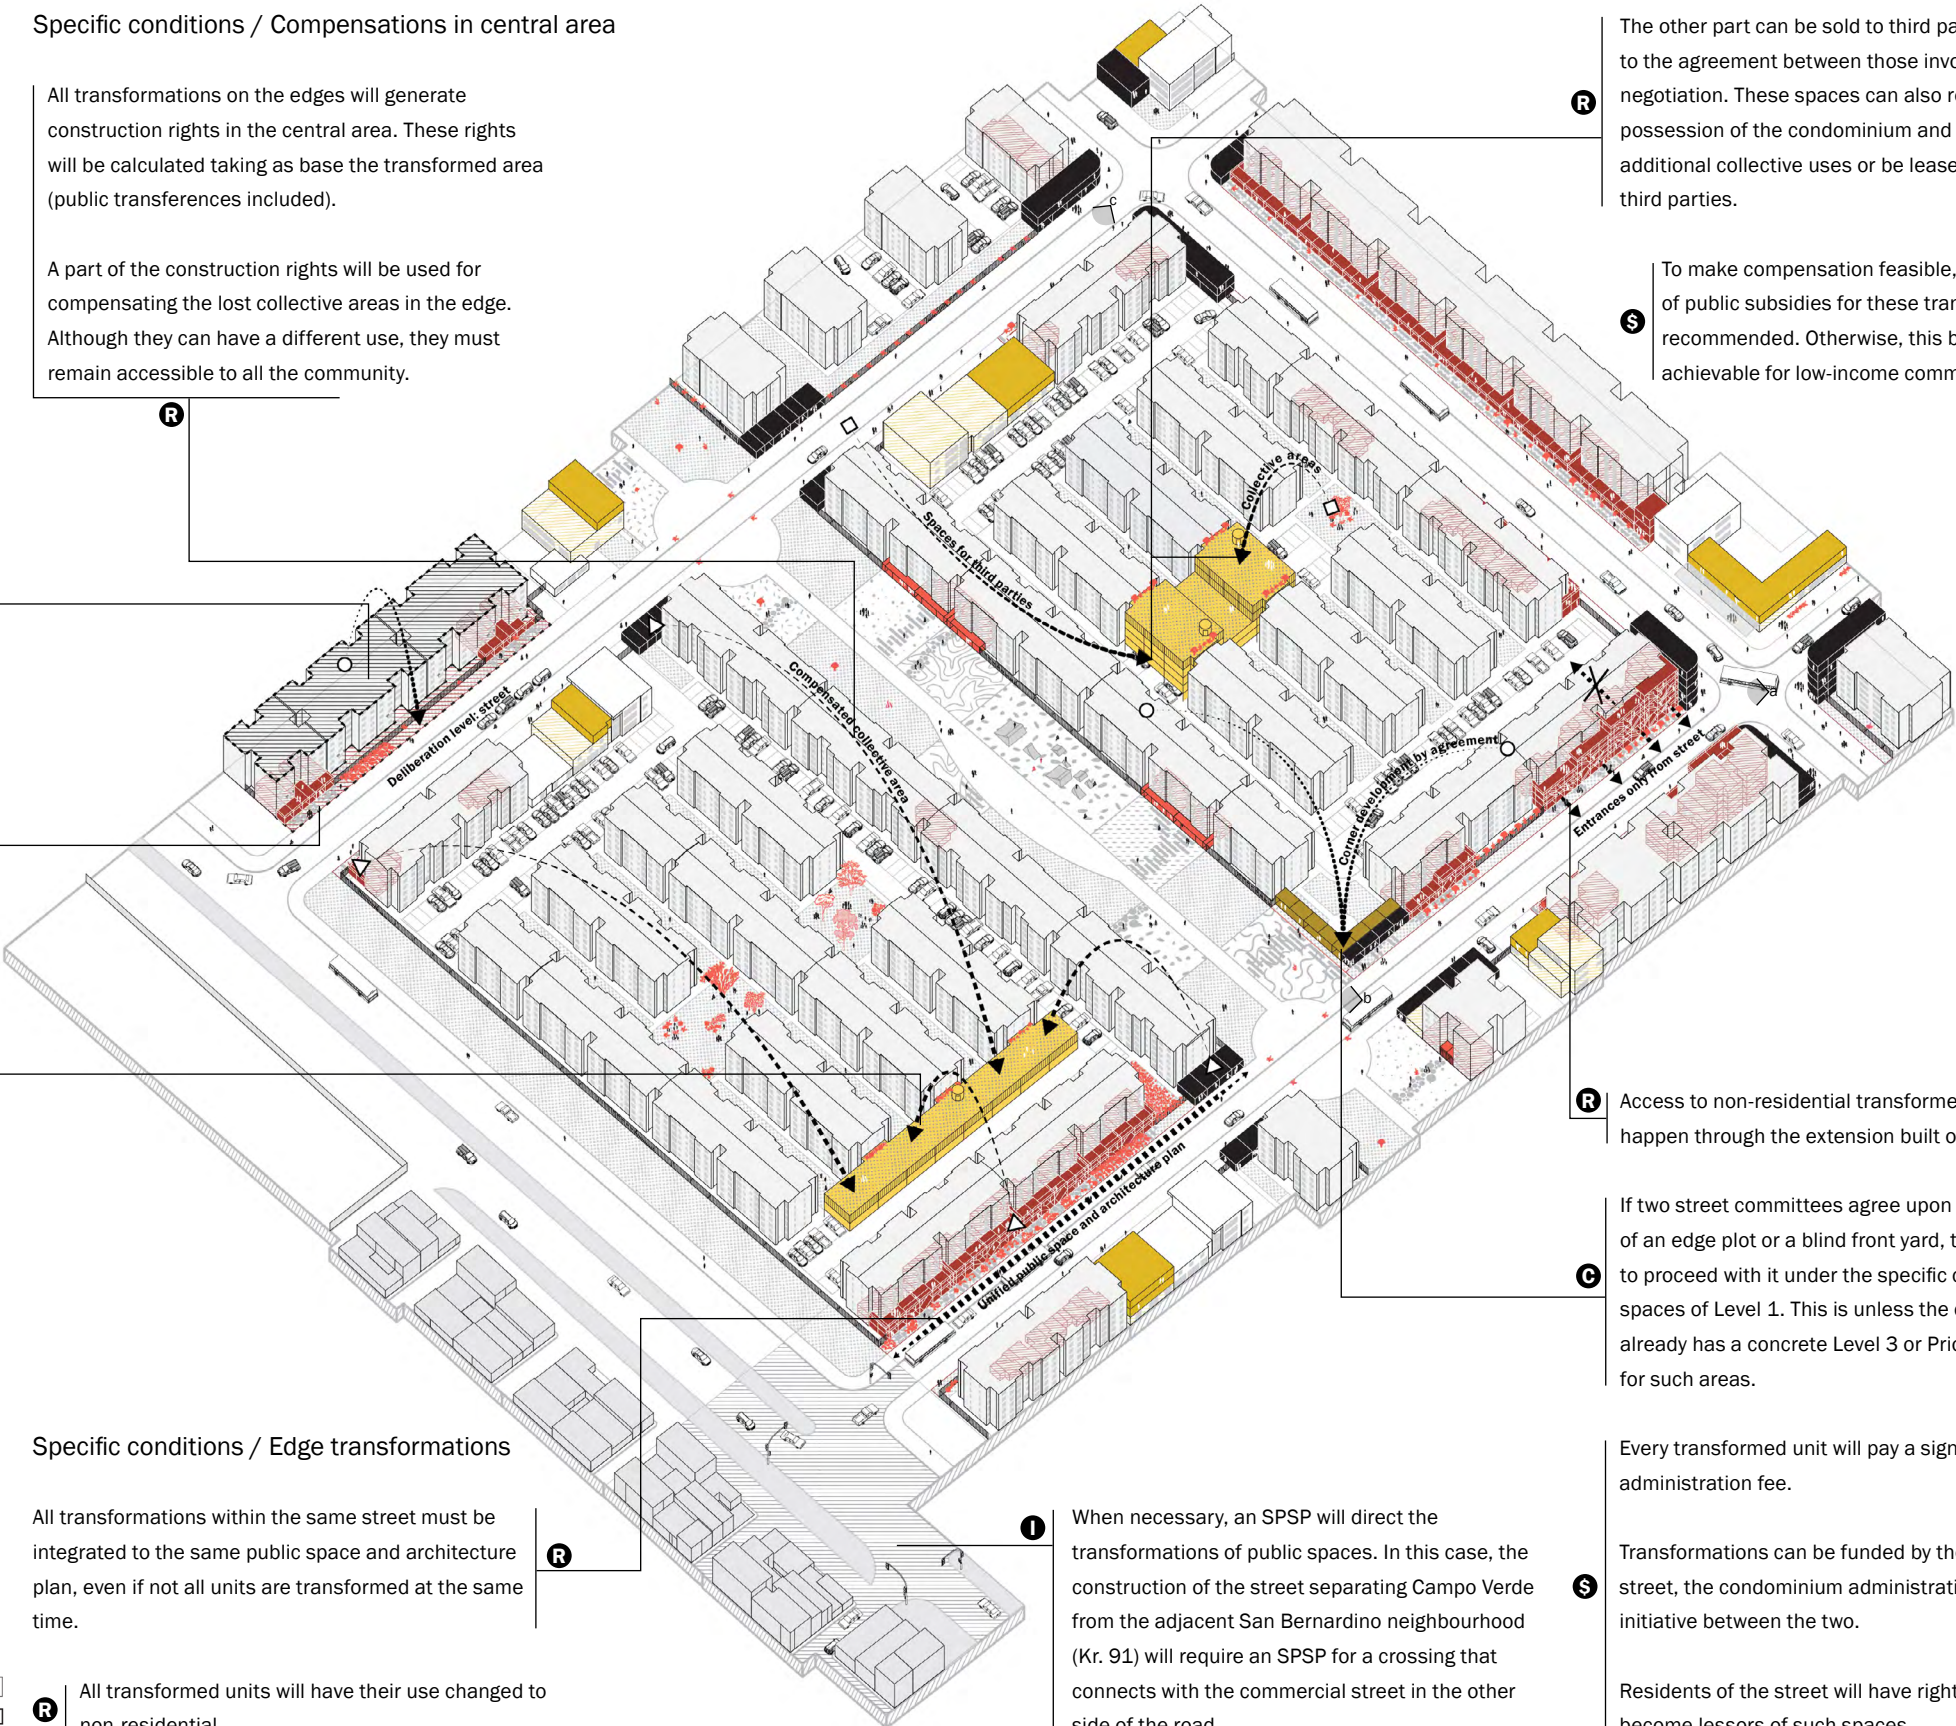 Specific conditions / Compensations in central area
All transformations on the edges will generate
construction rights in the central area. These rights
will be calculated taking as base the transformed area
(public transferences included).
A part of the construction rights will be used for
compensating the lost collective areas in the edge.
Although they can have a different use, they must
remain accessible to all the community.
R
The other part can be sold to third
to the agreement between those
negotiation. These spaces can also
possession of the condominium and
additional collective uses or be
third parties.
R
To make compensation feasible,
of public subsidies for these
recommended. Otherwise, this
achievable for low-income
$
c
Collective areas
Spaces for third parties
Deliberation level: street
Compensated collective area
Corner development by agreement
Entrances only from street
a
b
Unified public space and architecture plan
R
Access to non-residential
happen through the extension built
If two street committees agree upon
of an edge plot or a blind front yard,
C
to proceed with it under the specific
spaces of Level 1. This is unless the
already has a concrete Level 3 or
for such areas.
Specific conditions / Edge transformations
All transformations within the same street must be
integrated to the same public space and architecture
plan, even if not all units are transformed at the same
time.
R
R
All transformed units will have their use changed to
non-residential
I
When necessary, an SPSP will direct the
transformations of public spaces. In this case, the
construction of the street separating Campo Verde
from the adjacent San Bernardino neighbourhood
(Kr. 91) will require an SPSP for a crossing that
connects with the commercial street in the other
side of the road
Every transformed unit will pay a
administration fee.
Transformations can be funded by
$
street, the condominium
initiative between the two.
Residents of the street will have
become lessors of such spaces